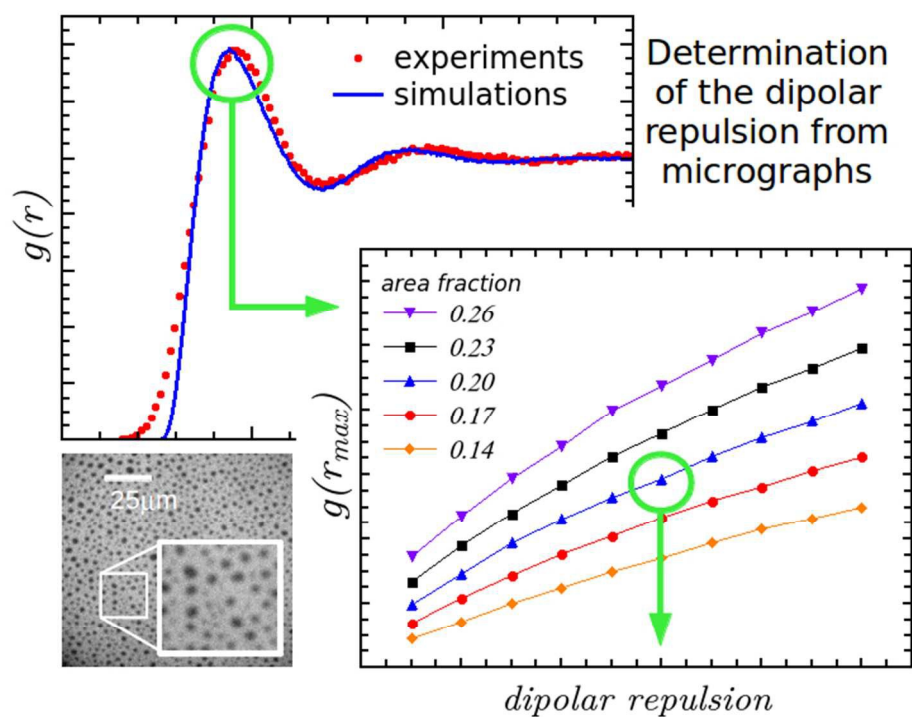 experiments
simulations
Determination
of the dipolar
repulsion from
micrographs
g(r)
area fraction
0.26
0.23
0.20
0.17
0.14
g(r_max)
dipolar repulsion
25µm